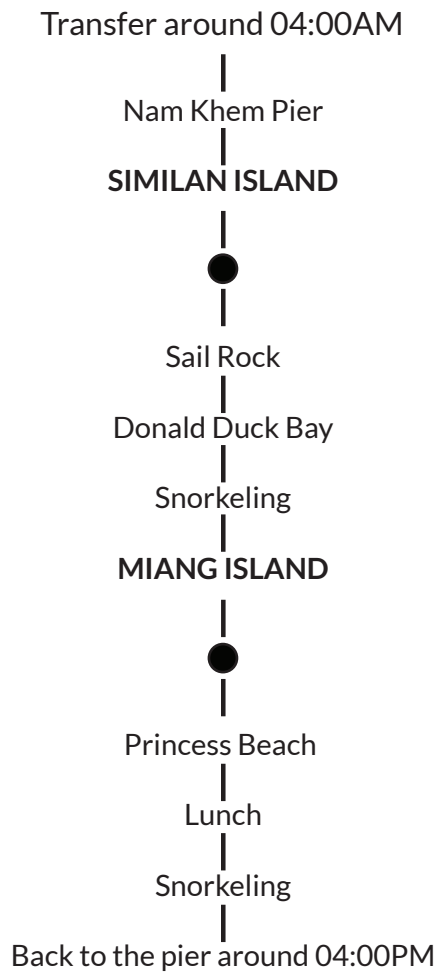 Transfer around 04:00AM
Nam Khem Pier
SIMILAN ISLAND
Sail Rock
Donald Duck Bay
Snorkeling
MIANG ISLAND
Princess Beach
Lunch
Snorkeling
Back to the pier around 04:00PM